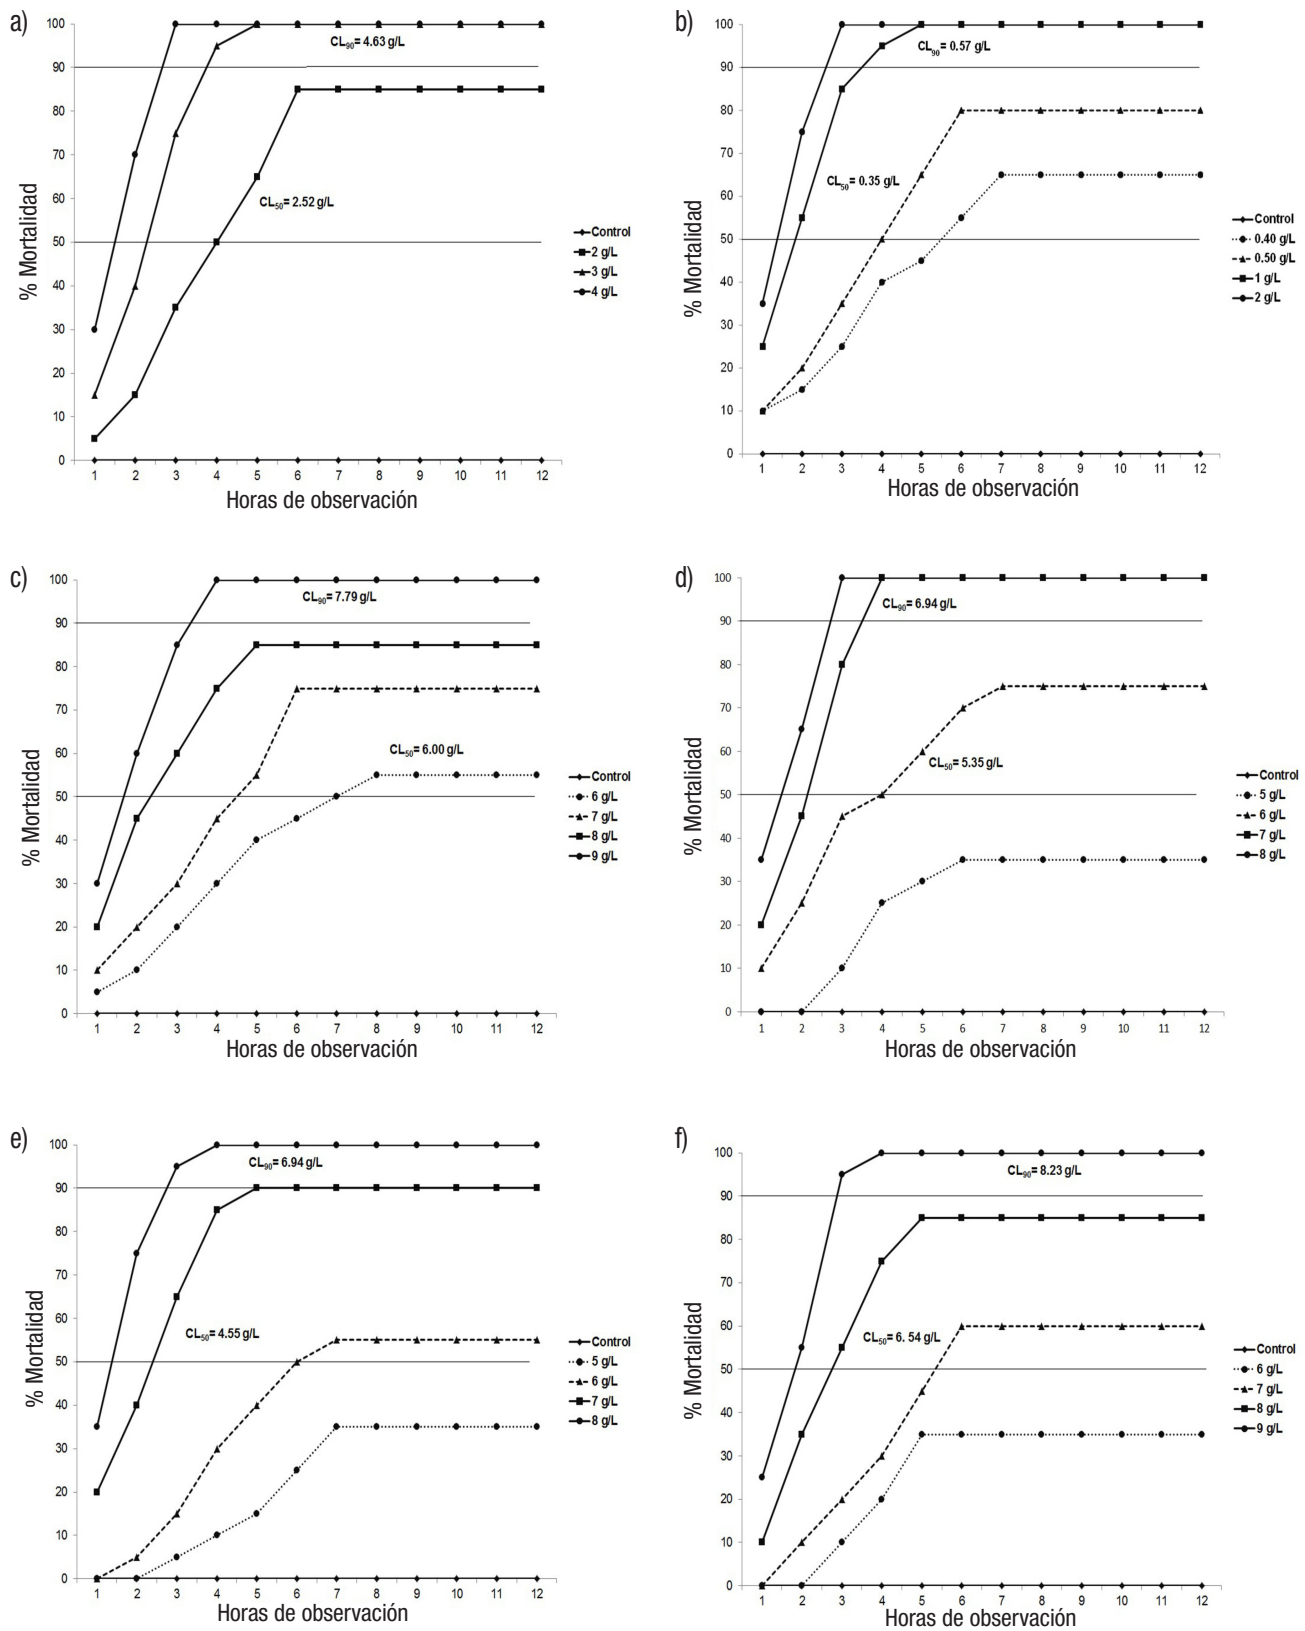 a)
100
90
80
70
60
50
40
30
20
10
0
% Mortalidad
CL90= 4.63 g/L
CL50= 2.52 g/L
1 2 3 4 5 6 7 8 9 10 11 12
Horas de observación
Control
2 g/L
3 g/L
4 g/L
b)
100
90
80
70
60
50
40
30
20
10
0
% Mortalidad
CL90= 0.57 g/L
CL50= 0.35 g/L
1 2 3 4 5 6 7 8 9 10 11 12
Horas de observación
Control
0.40 g/L
0.50 g/L
1 g/L
2 g/L
c)
100
90
80
70
60
50
40
30
20
10
0
% Mortalidad
CL90= 7.79 g/L
CL50= 6.00 g/L
1 2 3 4 5 6 7 8 9 10 11 12
Horas de observación
Control
6 g/L
7 g/L
8 g/L
9 g/L
d)
100
90
80
70
60
50
40
30
20
10
0
% Mortalidad
CL90= 6.94 g/L
CL50= 5.35 g/L
1 2 3 4 5 6 7 8 9 10 11 12
Horas de observación
Control
5 g/L
6 g/L
7 g/L
8 g/L
e)
100
90
80
70
60
50
40
30
20
10
0
% Mortalidad
CL90= 6.94 g/L
CL50= 4.55 g/L
1 2 3 4 5 6 7 8 9 10 11 12
Horas de observación
Control
5 g/L
6 g/L
7 g/L
8 g/L
f)
100
90
80
70
60
50
40
30
20
10
0
% Mortalidad
CL90= 8.23 g/L
CL50= 6. 54 g/L
1 2 3 4 5 6 7 8 9 10 11 12
Horas de observación
Control
6 g/L
7 g/L
8 g/L
9 g/L